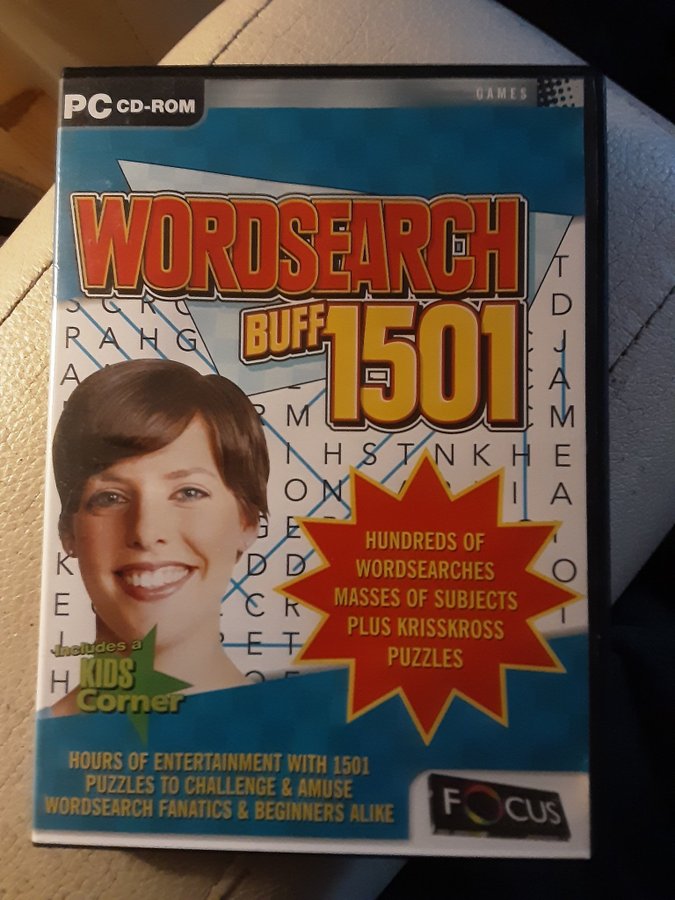 PC CD-ROM
GAMES
WORDSEARCH
BUFF 1501
T
D
R A H G J
A A
R M M
I H S T N K H E
O N I A
G E
K D D O
E C R I
E T
H
HUNDREDS OF
WORDSEARCHES
MASSES OF SUBJECTS
PLUS KRISSKROSS
PUZZLES
Includes a
KIDS
Corner
HOURS OF ENTERTAINMENT WITH 1501
PUZZLES TO CHALLENGE & AMUSE
WORDSEARCH FANATICS & BEGINNERS ALIKE
FOCUS